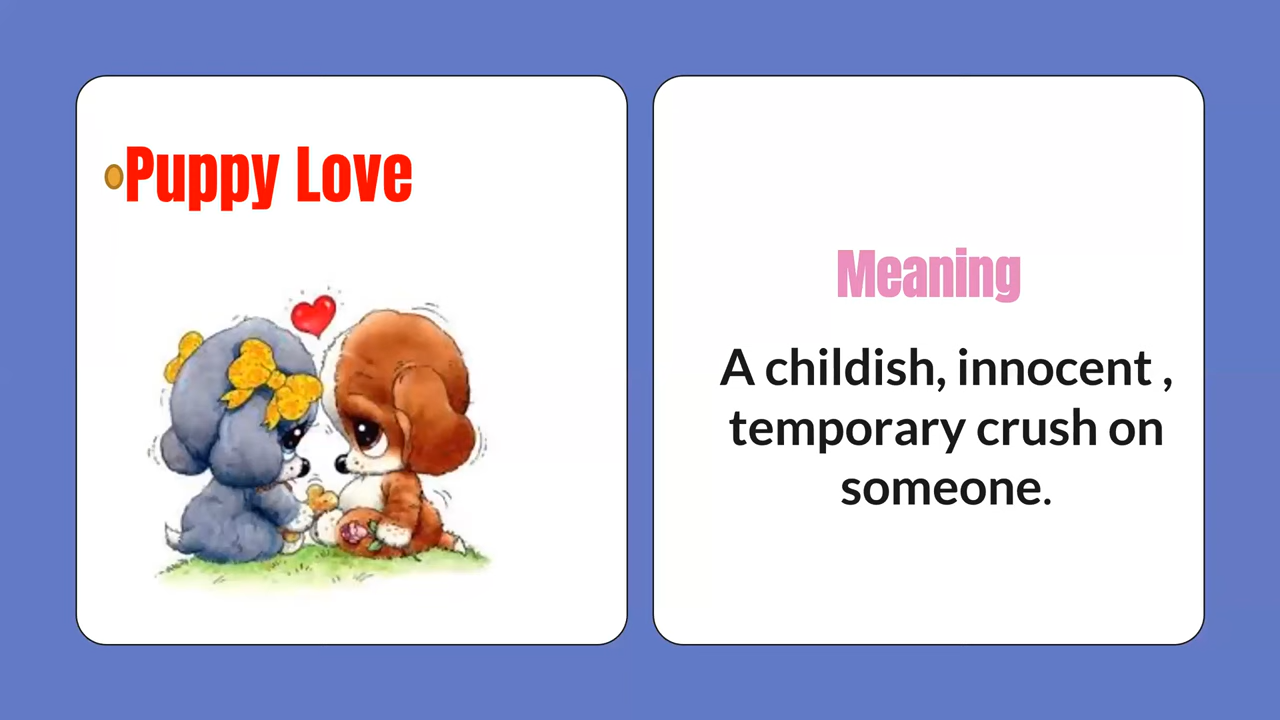 Puppy Love
Meaning
A childish, innocent ,
temporary crush on
someone.